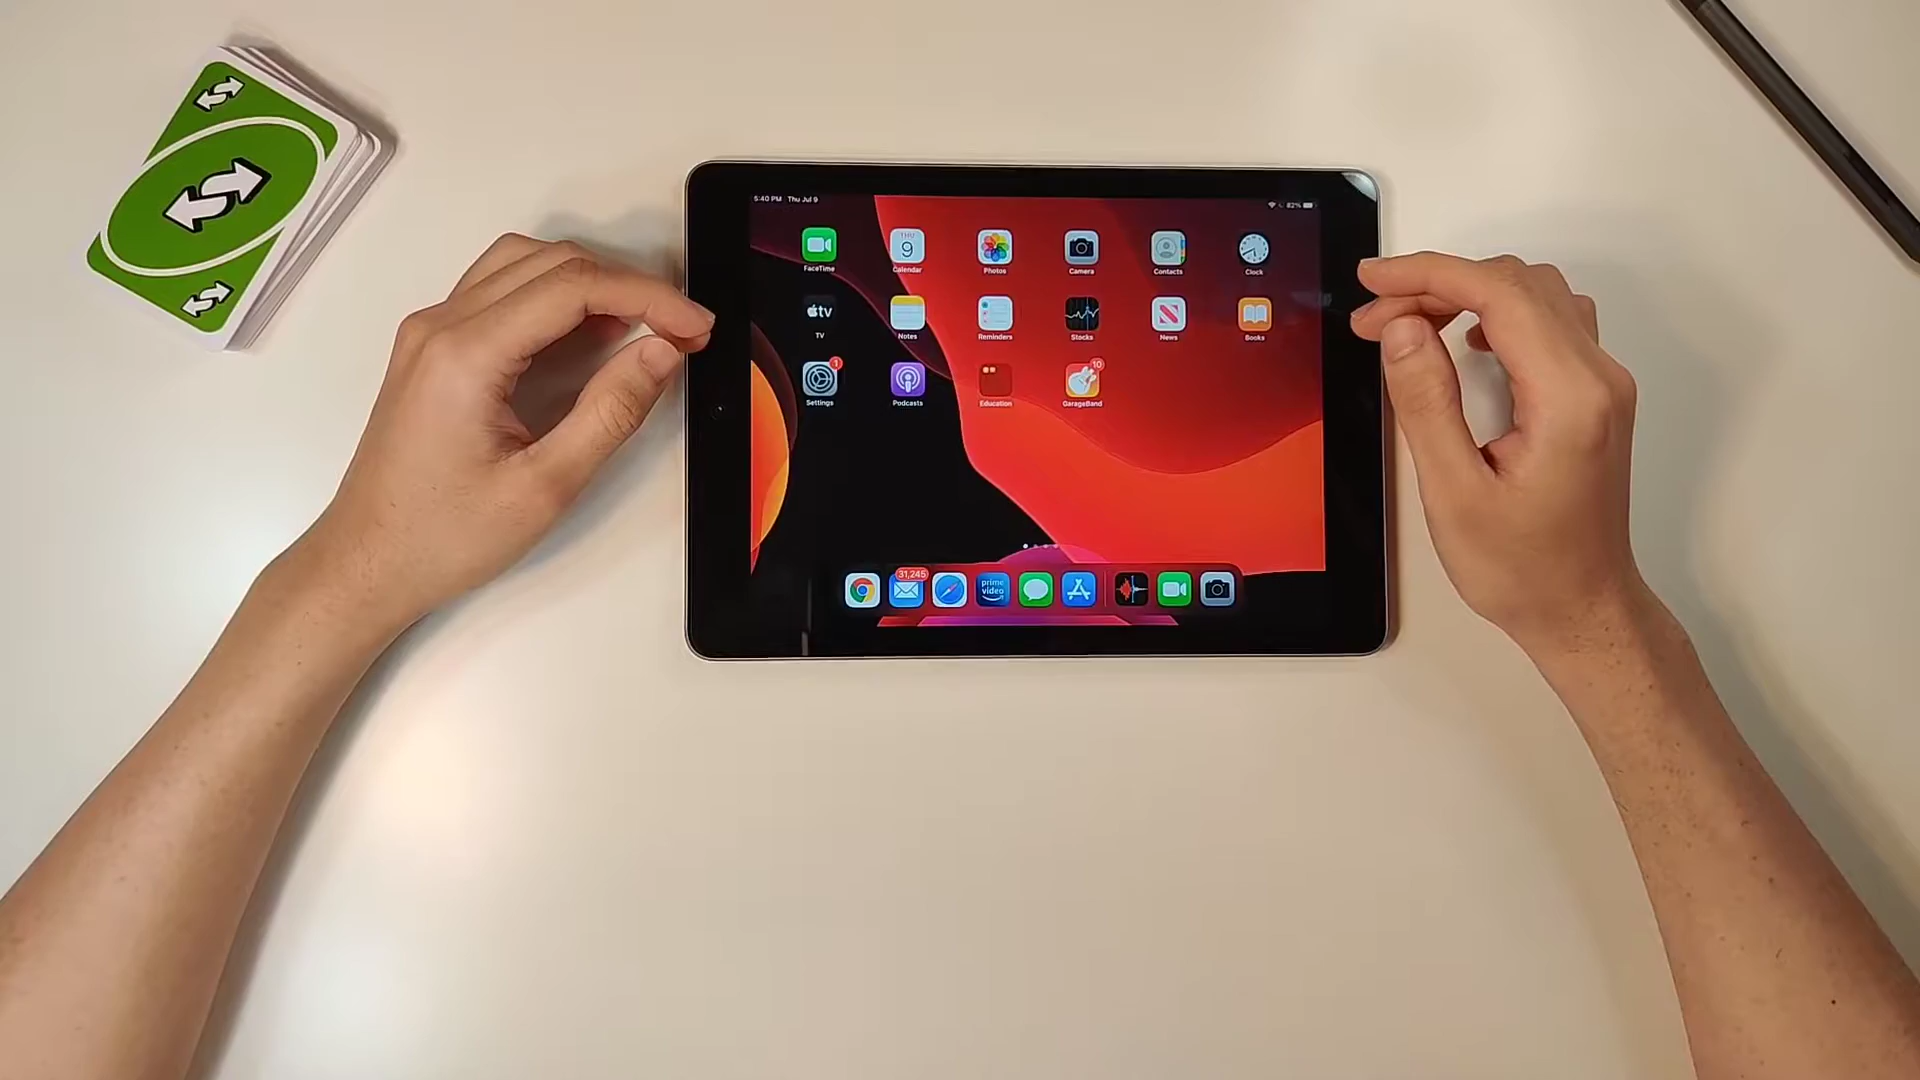 5:40 PM Thu Jul 9
82%
THU
9
FaceTime Calendar Photos Camera Contacts Clock
tv
TV Notes Reminders Stocks News Books
1
10
Settings Podcasts Education GarageBand
31,245
prime
video